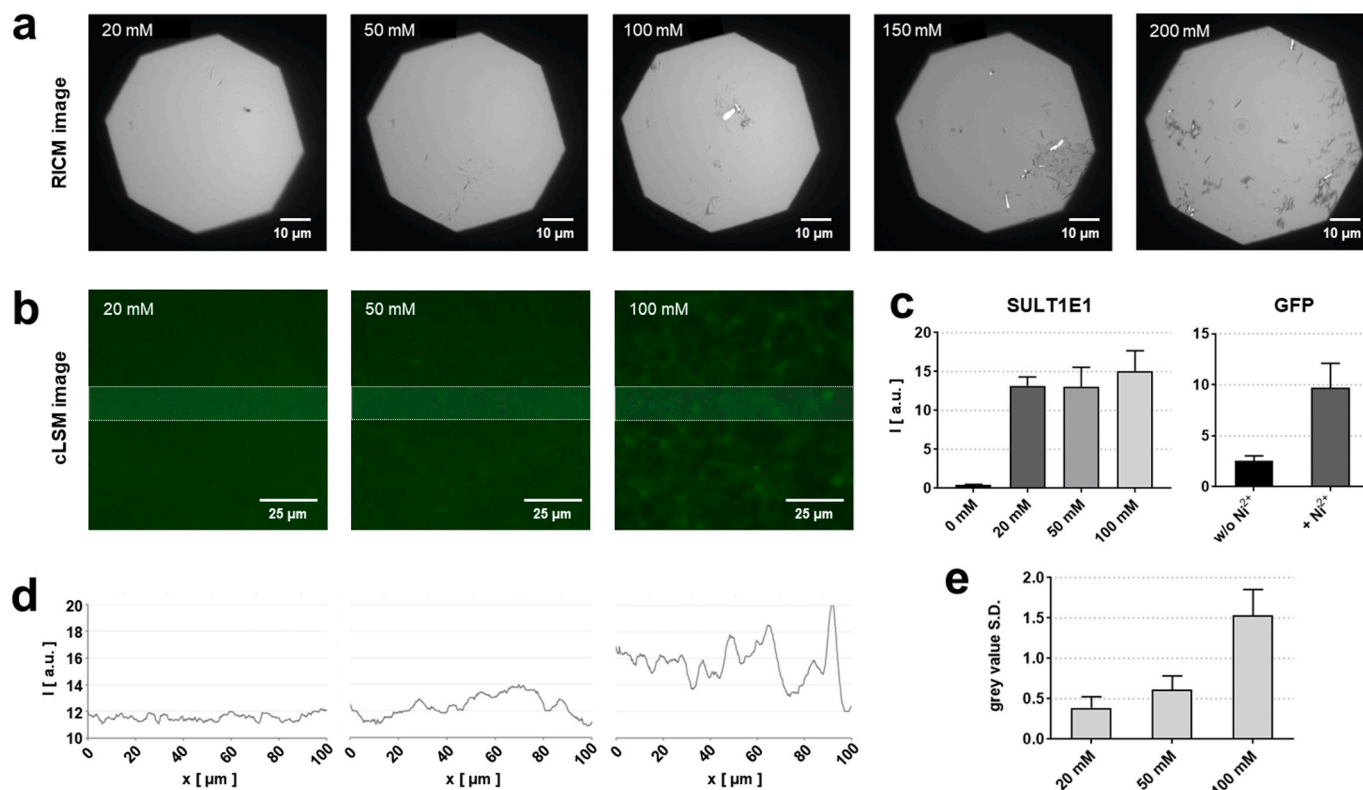 a
RICM image
20 mM
50 mM
100 mM
150 mM
200 mM
10 µm
10 µm
10 µm
10 µm
10 µm
b
cLSM image
20 mM
50 mM
100 mM
25 µm
25 µm
25 µm
c
SULT1E1
I [ a.u. ]
20
15
10
5
0
0 mM
20 mM
50 mM
100 mM
GFP
15
10
5
0
w/o Ni²⁺
+ Ni²⁺
d
I [ a.u. ]
20
18
16
14
12
10
0
20
40
60
80
100
x [ µm ]
0
20
40
60
80
100
x [ µm ]
0
20
40
60
80
100
x [ µm ]
e
grey value S.D.
2.0
1.5
1.0
0.5
0.0
20 mM
50 mM
100 mM